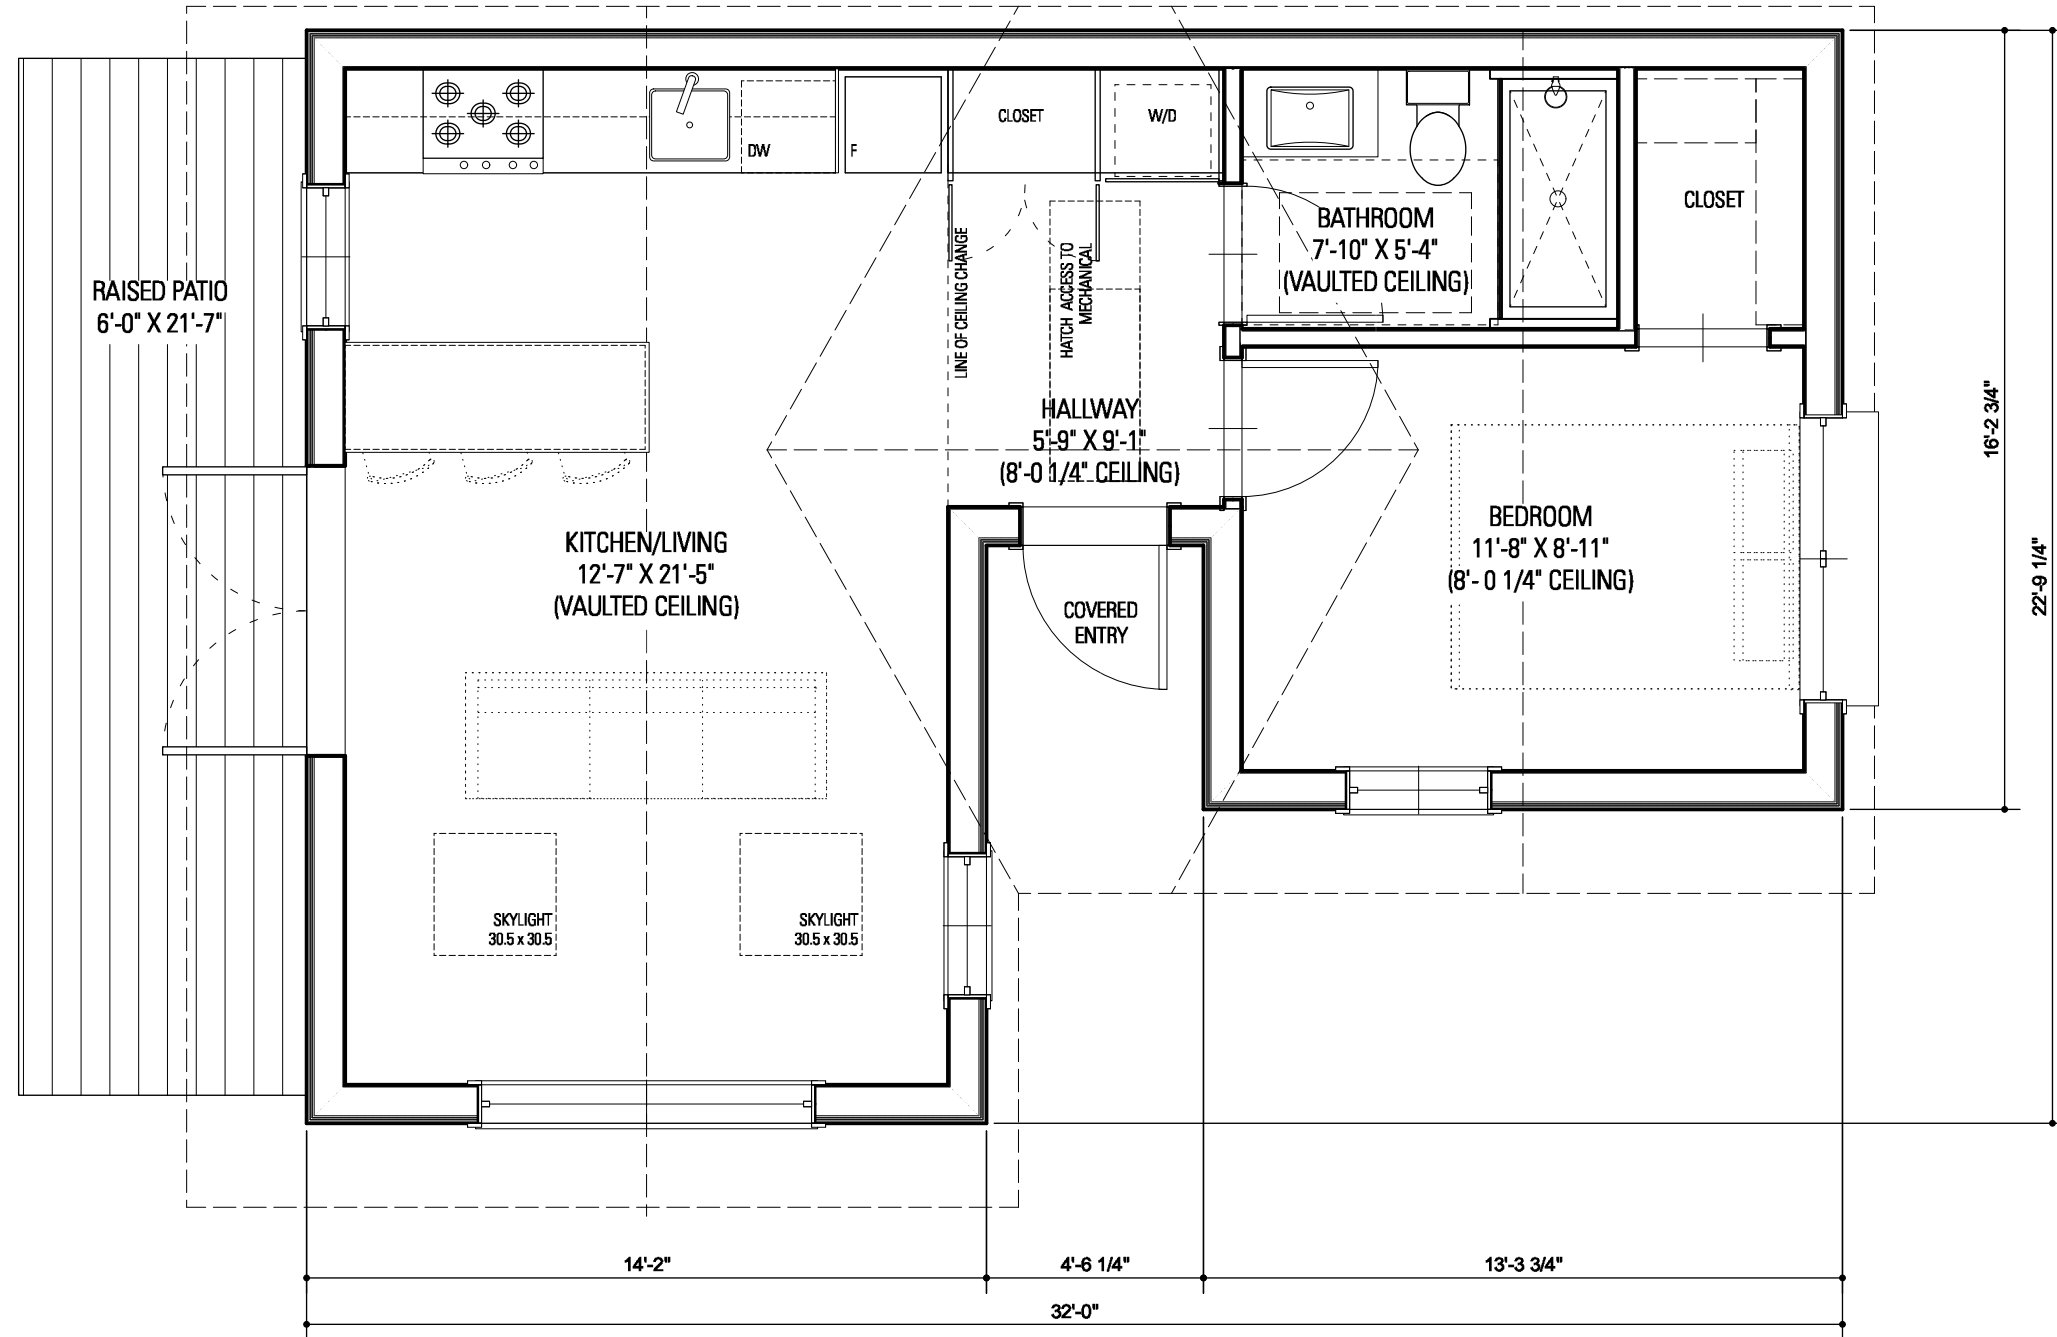 CLOSET
W/D
DW
F
CLOSET
BATHROOM
7'-10" X 5'-4"
(VAULTED CEILING)
RAISED PATIO
6'-0" X 21'-7"
LINE OF CEILING CHANGE
HATCH ACCESS TO
MECHANICAL
HALLWAY
5'-9" X 9'-1"
(8'-0 1/4" CEILING)
16'-2 3/4"
22'-9 1/4"
KITCHEN/LIVING
12'-7" X 21'-5"
(VAULTED CEILING)
BEDROOM
11'-8" X 8'-11"
(8'- 0 1/4" CEILING)
COVERED
ENTRY
SKYLIGHT
30.5 x 30.5
SKYLIGHT
30.5 x 30.5
14'-2"
4'-6 1/4"
13'-3 3/4"
32'-0"